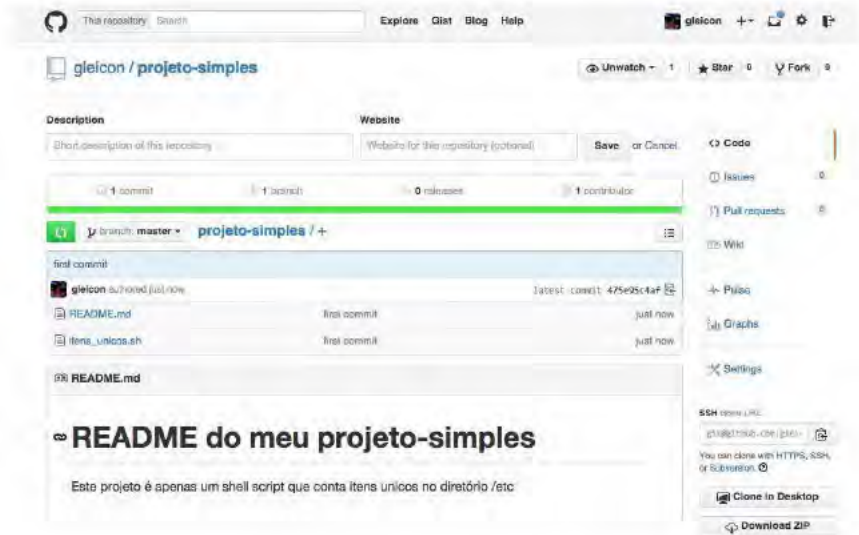 This repository Search Explore Gist Blog Help gleicon
gleicon / projeto-simples Unwatch 1 Star 0 Fork 0
Description Website
Short description of this repository Website for this repository (optional) Save or Cancel
1 commit 1 branch 0 releases 1 contributor
branch: master projeto-simples / +
first commit
gleicon authored just now latest commit 475e95c4af
README.md first commit just now
itens_unicos.sh first commit just now
README.md
README do meu projeto-simples
Este projeto é apenas um shell script que conta itens unicos no diretório /etc
Code
Issues 0
Pull requests 0
Wiki
Pulse
Graphs
Settings
SSH clone URL
You can clone with HTTPS, SSH,
or Subversion.
Clone in Desktop
Download ZIP